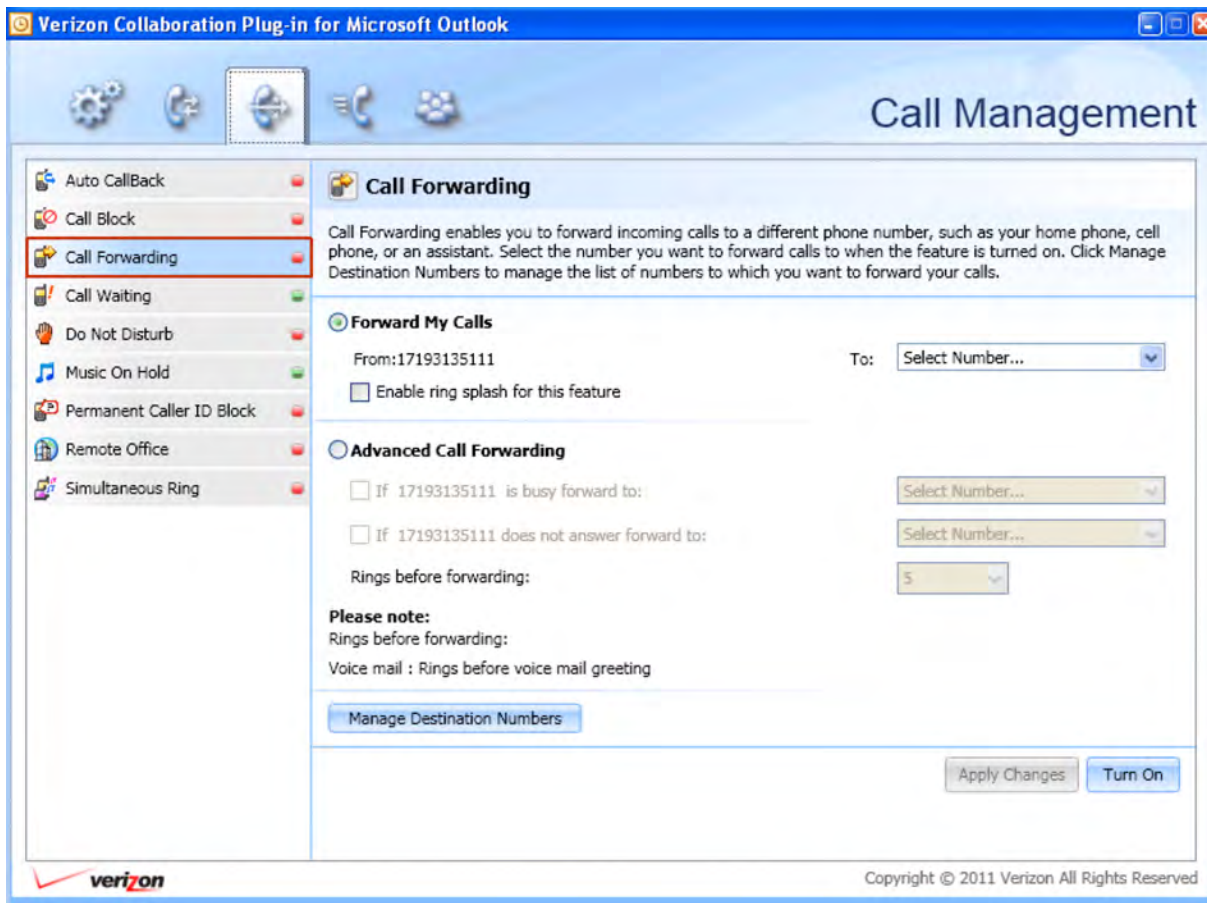 Verizon Collaboration Plug-in for Microsoft Outlook
Call Management
Auto CallBack
Call Block
Call Forwarding
Call Waiting
Do Not Disturb
Music On Hold
Permanent Caller ID Block
Remote Office
Simultaneous Ring
Call Forwarding
Call Forwarding enables you to forward incoming calls to a different phone number, such as your home phone, cell
phone, or an assistant. Select the number you want to forward calls to when the feature is turned on. Click Manage
Destination Numbers to manage the list of numbers to which you want to forward your calls.
Forward My Calls
From:17193135111 To: Select Number...
Enable ring splash for this feature
Advanced Call Forwarding
If 17193135111 is busy forward to: Select Number...
If 17193135111 does not answer forward to: Select Number...
Rings before forwarding: 5
Please note:
Rings before forwarding:
Voice mail : Rings before voice mail greeting
Manage Destination Numbers
Apply Changes Turn On
verizon Copyright © 2011 Verizon All Rights Reserved